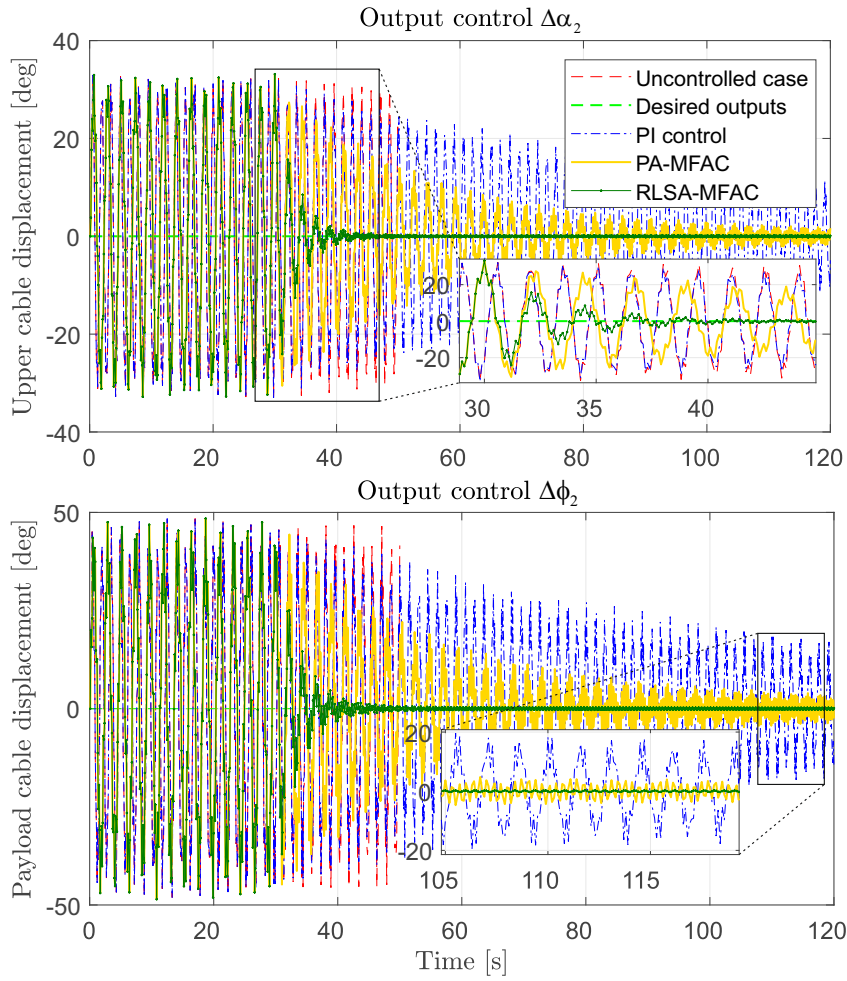 Output control Δα₂
Upper cable displacement [deg]
40
20
0
-20
-40
Uncontrolled case
Desired outputs
PI control
PA-MFAC
RLSA-MFAC
20
0
-20
30 35 40
0 20 40 60 80 100 120
Output control Δϕ₂
Payload cable displacement [deg]
50
0
-50
20
0
-20
105 110 115
0 20 40 60 80 100 120
Time [s]